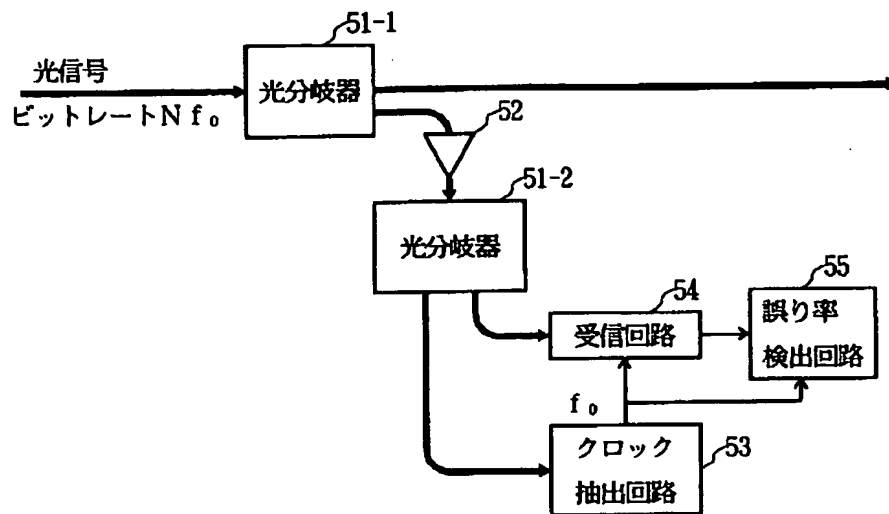 51-1
光信号
光分岐器
ビットレートN f₀
52
51-2
光分岐器
54
55
受信回路
誤り率
検出回路
f₀
クロック
抽出回路
53